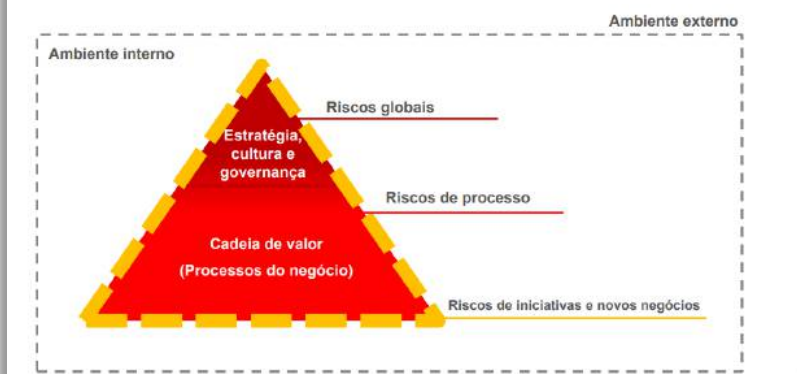 Ambiente externo
Ambiente interno
Riscos globais
Estratégia,
cultura e
governança
Riscos de processo
Cadeia de valor
(Processos do negócio)
Riscos de iniciativas e novos negócios